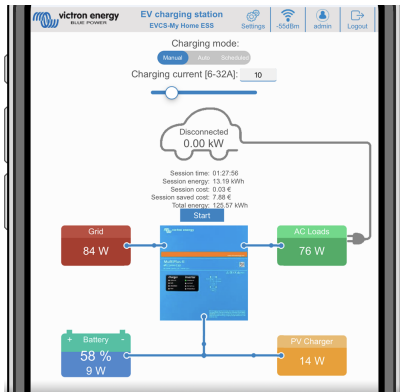 victron energy
BLUE POWER
EV charging station
EVCS-My Home ESS
Settings
-55dBm
admin
Logout
Charging mode:
Manual Auto Scheduled
Charging current [6-32A]: 10
Disconnected
0.00 kW
Session time: 01:27:56
Session energy: 13.19 kWh
Session cost: 0.03 €
Session saved cost: 7.88 €
Total energy: 125.57 kWh
Start
Grid
84 W
AC Loads
76 W
victron energy
+ Battery -
58 %
9 W
PV Charger
14 W